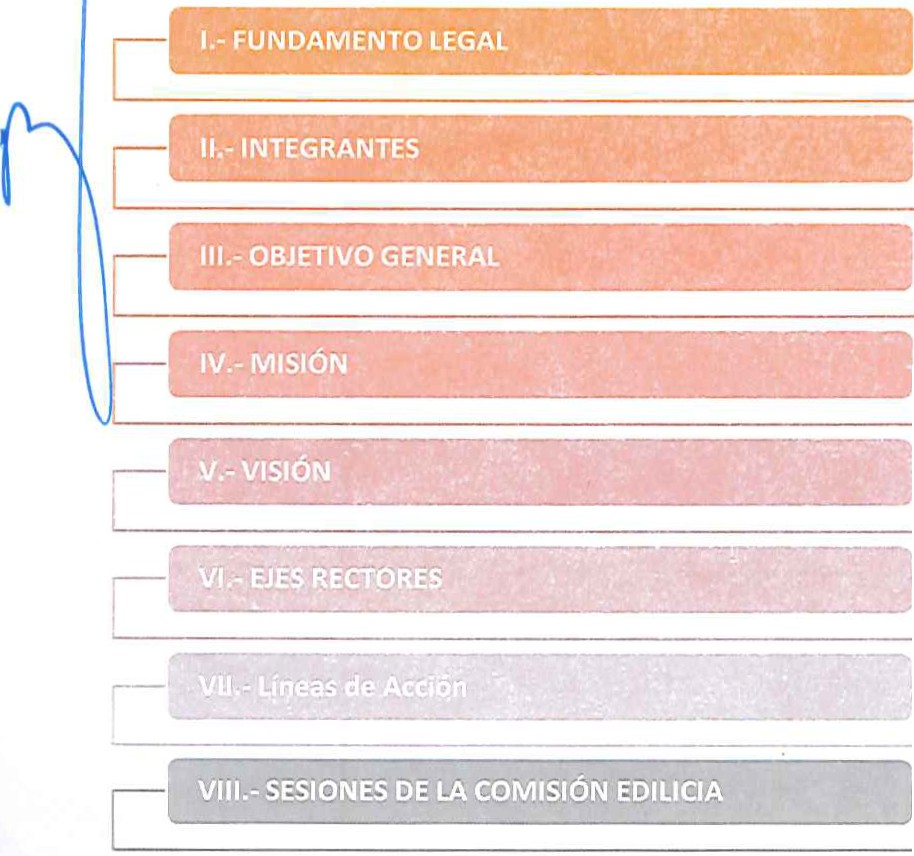 I.- FUNDAMENTO LEGAL
II.- INTEGRANTES
III.- OBJETIVO GENERAL
IV.- MISIÓN
V.- VISIÓN
VI.- EJES RECTORES
VII.- Líneas de Acción
VIII.- SESIONES DE LA COMISIÓN EDILICIA